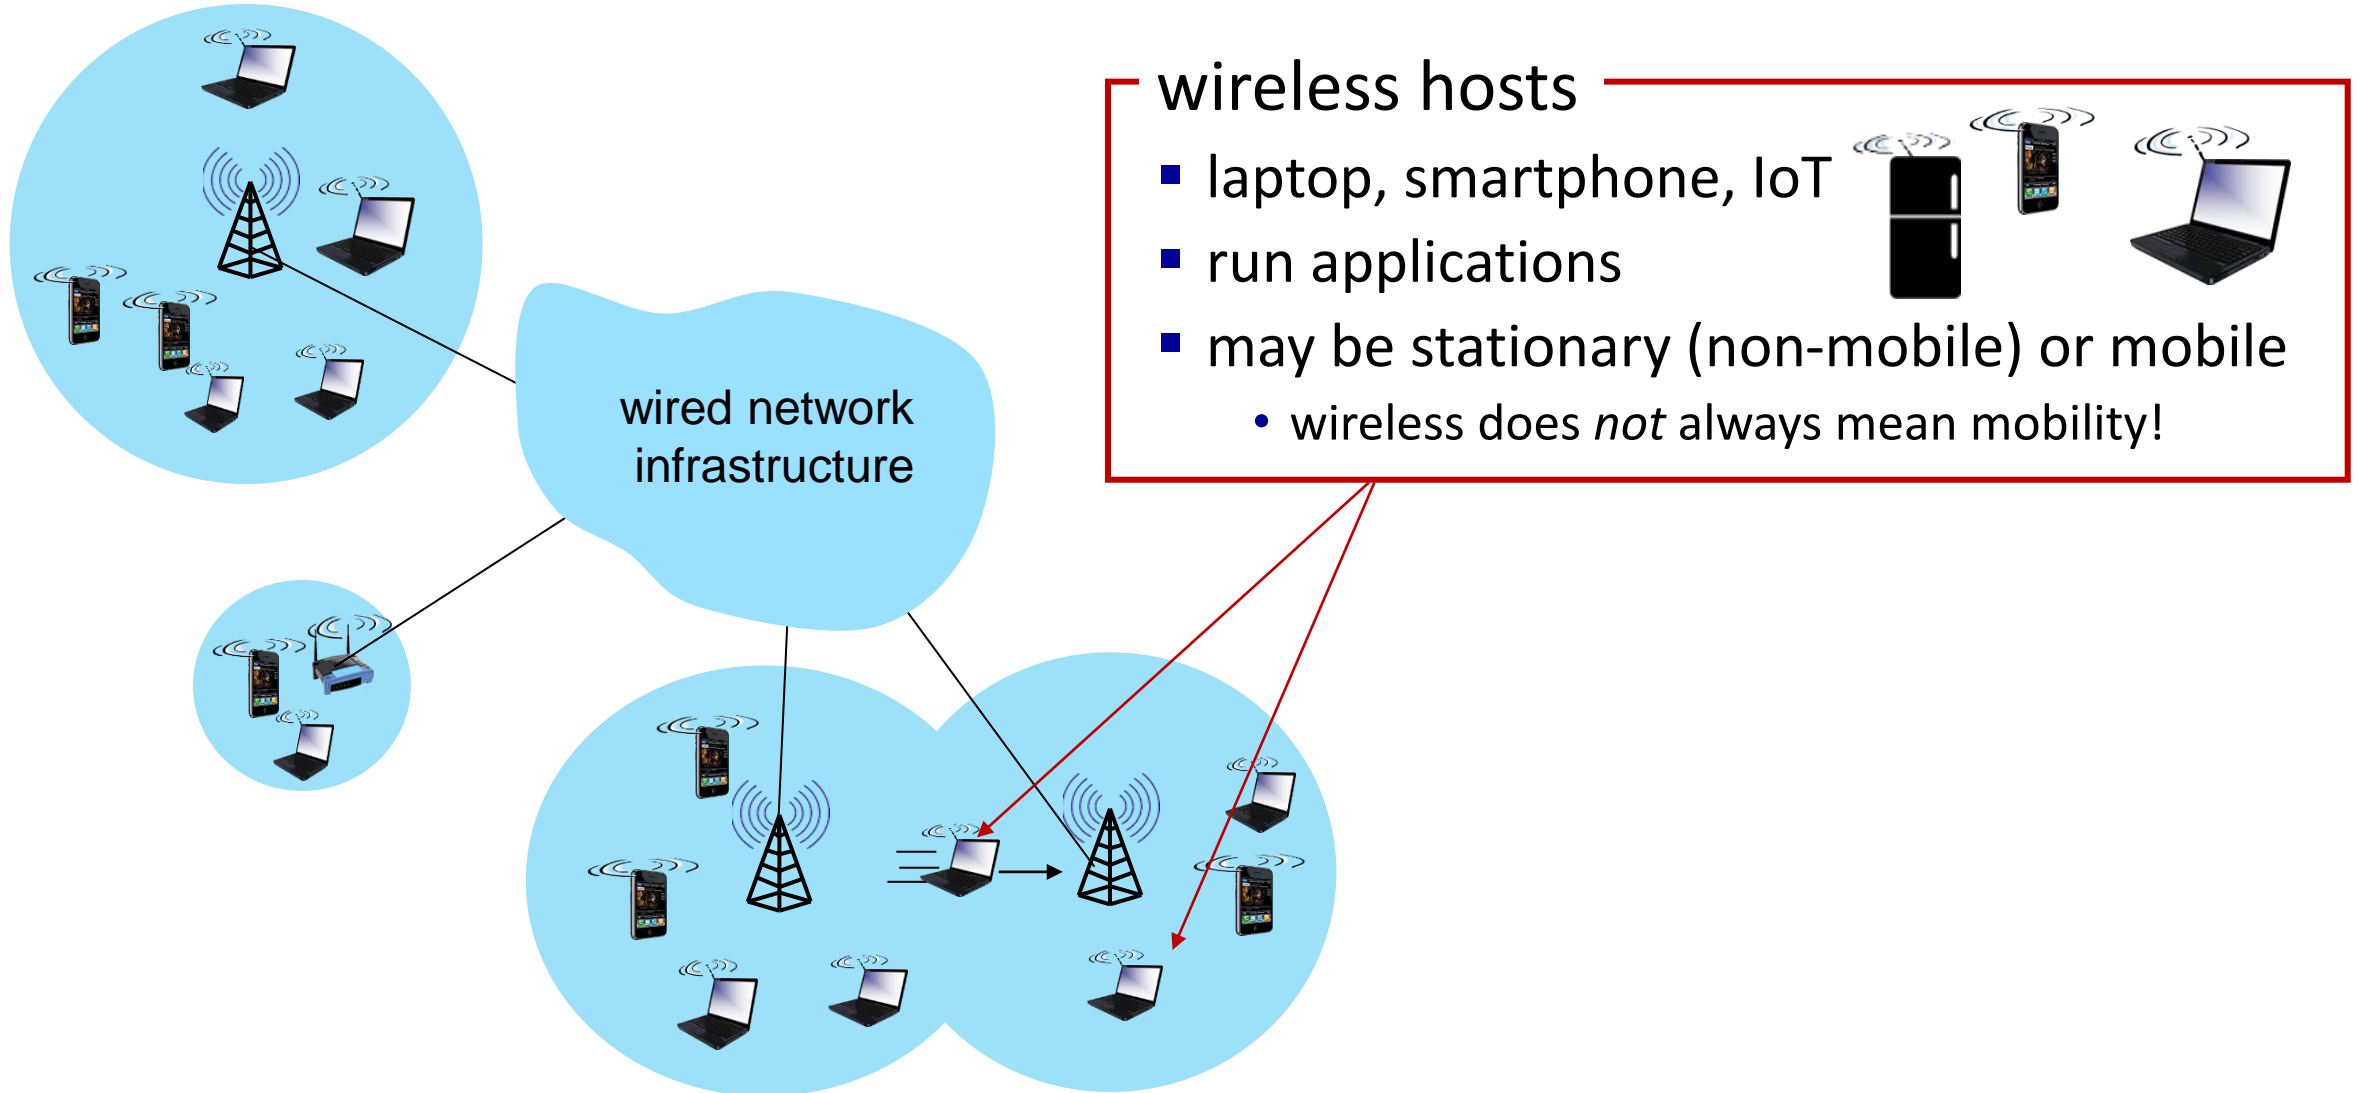 wireless hosts
laptop, smartphone, IoT
run applications
may be stationary (non-mobile) or mobile
wireless does not always mean mobility!
wired network
infrastructure